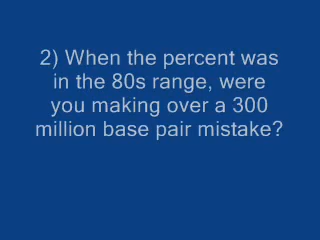 2) When the percent was
in the 80s range, were
you making over a 300
million base pair mistake?